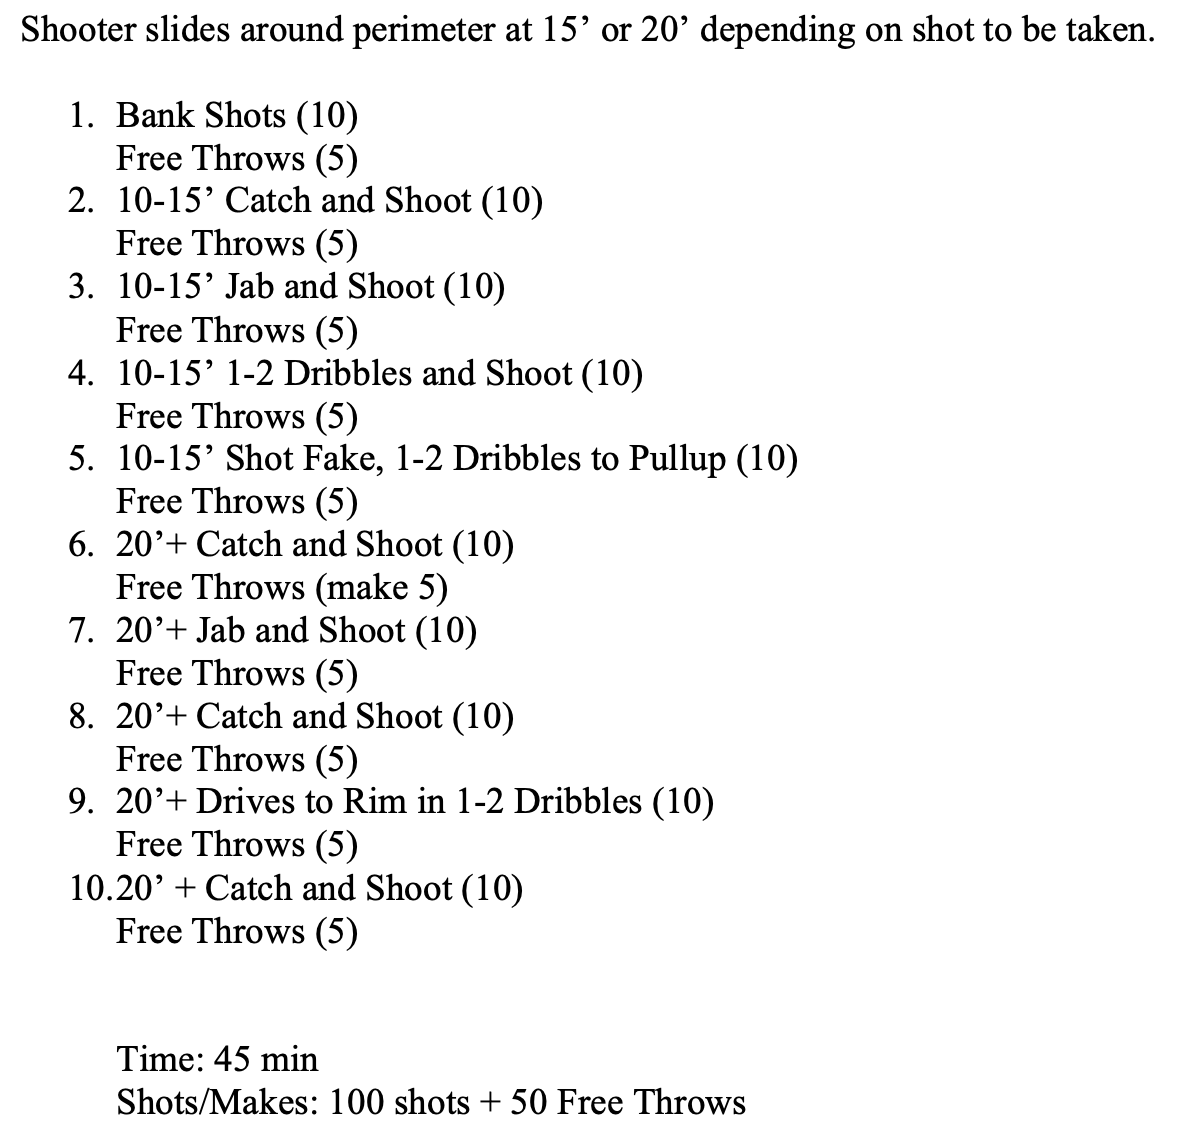 Shooter slides around perimeter at 15’ or 20’ depending on shot to be taken.
1. Bank Shots (10)
Free Throws (5)
2. 10-15’ Catch and Shoot (10)
Free Throws (5)
3. 10-15’ Jab and Shoot (10)
Free Throws (5)
4. 10-15’ 1-2 Dribbles and Shoot (10)
Free Throws (5)
5. 10-15’ Shot Fake, 1-2 Dribbles to Pullup (10)
Free Throws (5)
6. 20’+ Catch and Shoot (10)
Free Throws (make 5)
7. 20’+ Jab and Shoot (10)
Free Throws (5)
8. 20’+ Catch and Shoot (10)
Free Throws (5)
9. 20’+ Drives to Rim in 1-2 Dribbles (10)
Free Throws (5)
10.20’ + Catch and Shoot (10)
Free Throws (5)
Time: 45 min
Shots/Makes: 100 shots + 50 Free Throws